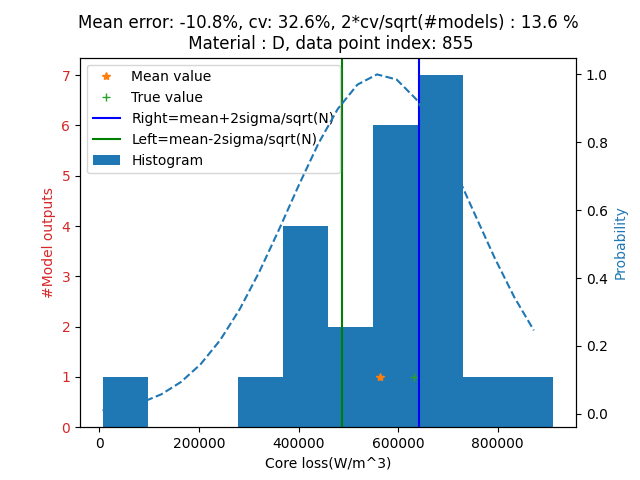 Mean error: -10.8%, cv: 32.6%, 2*cv/sqrt(#models) : 13.6 %
Material : D, data point index: 855
Mean value
True value
Right=mean+2sigma/sqrt(N)
Left=mean-2sigma/sqrt(N)
Histogram
#Model outputs
7
6
5
4
3
2
1
0
Probability
1.0
0.8
0.6
0.4
0.2
0.0
0 200000 400000 600000 800000
Core loss(W/m^3)